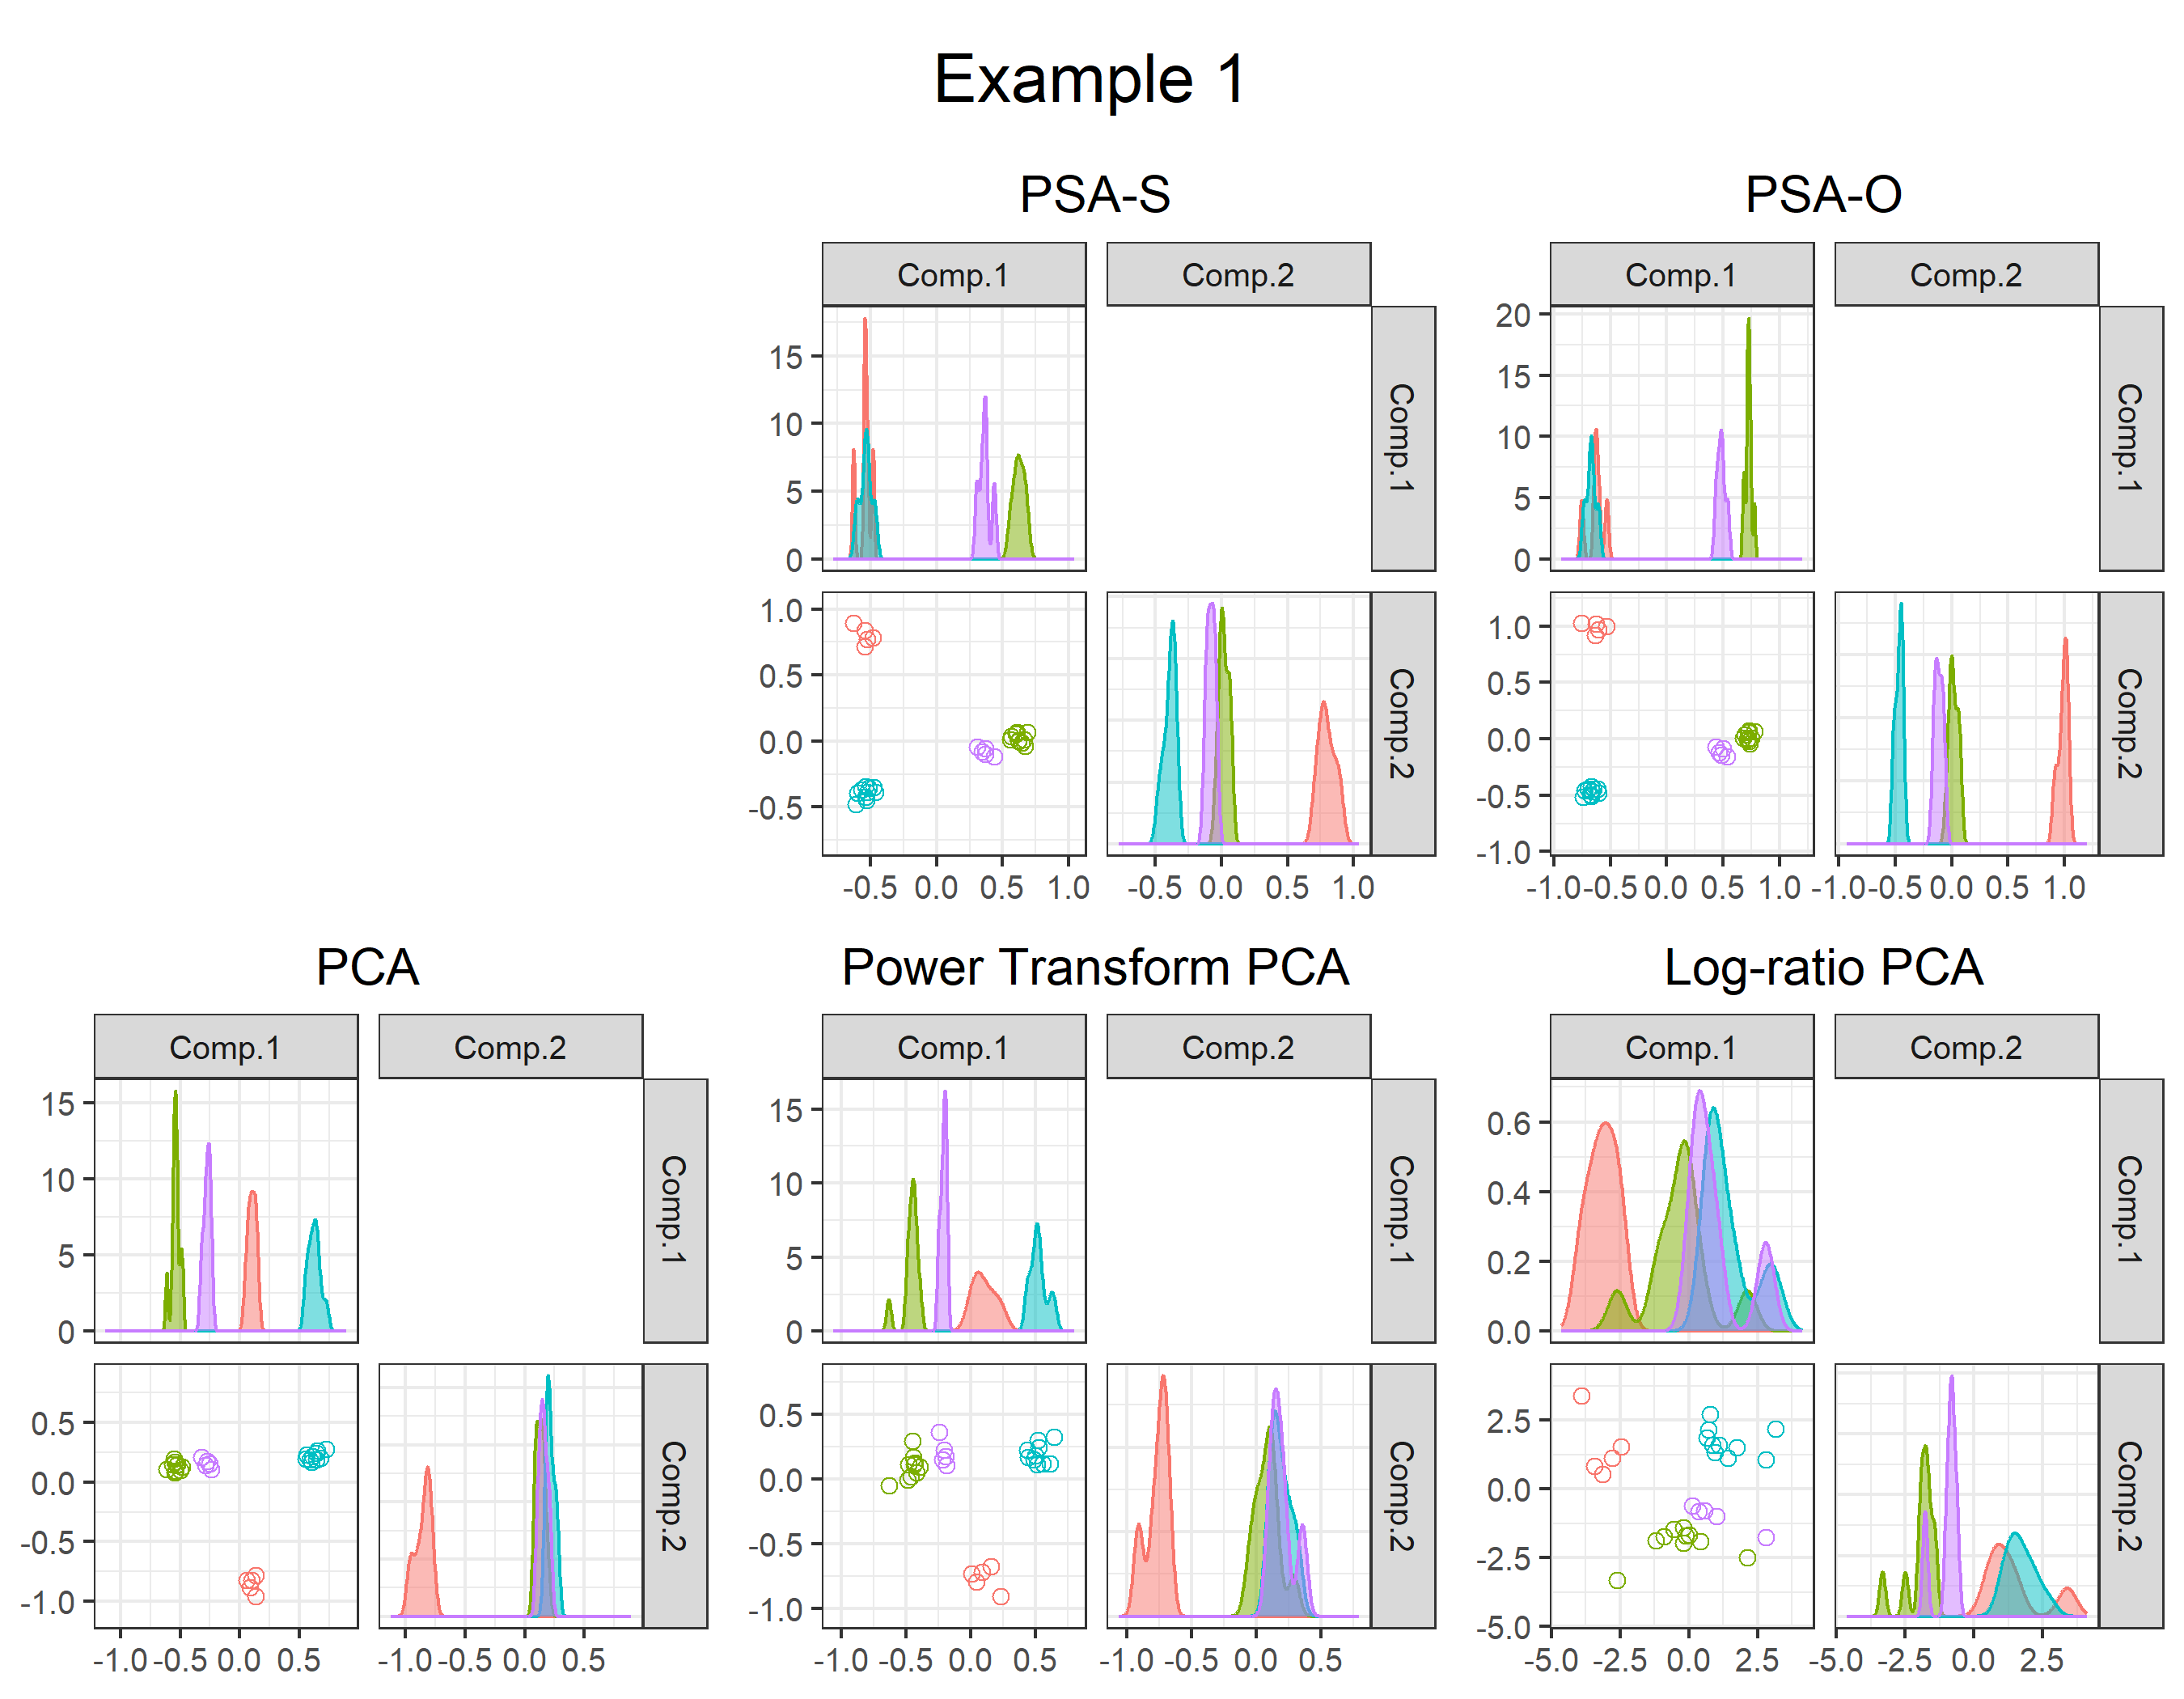 Example 1
PSA-S
PSA-O
Comp.1 Comp.2
Comp.1 Comp.2
15
10
5
0
Comp.1
20
15
10
5
0
Comp.1
1.0
0.5
0.0
-0.5
Comp.2
1.0
0.5
0.0
-0.5
-1.0
Comp.2
-0.5 0.0 0.5 1.0
-0.5 0.0 0.5 1.0
-1.0 -0.5 0.0 0.5 1.0
-1.0 -0.5 0.0 0.5 1.0
PCA
Power Transform PCA
Log-ratio PCA
Comp.1 Comp.2
Comp.1 Comp.2
Comp.1 Comp.2
15
10
5
0
Comp.1
15
10
5
0
Comp.1
0.6
0.4
0.2
0.0
Comp.1
0.5
0.0
-0.5
-1.0
Comp.2
0.5
0.0
-0.5
-1.0
Comp.2
2.5
0.0
-2.5
-5.0
Comp.2
-1.0 -0.5 0.0 0.5
-1.0 -0.5 0.0 0.5
-1.0 -0.5 0.0 0.5
-1.0 -0.5 0.0 0.5
-5.0 -2.5 0.0 2.5
-5.0 -2.5 0.0 2.5